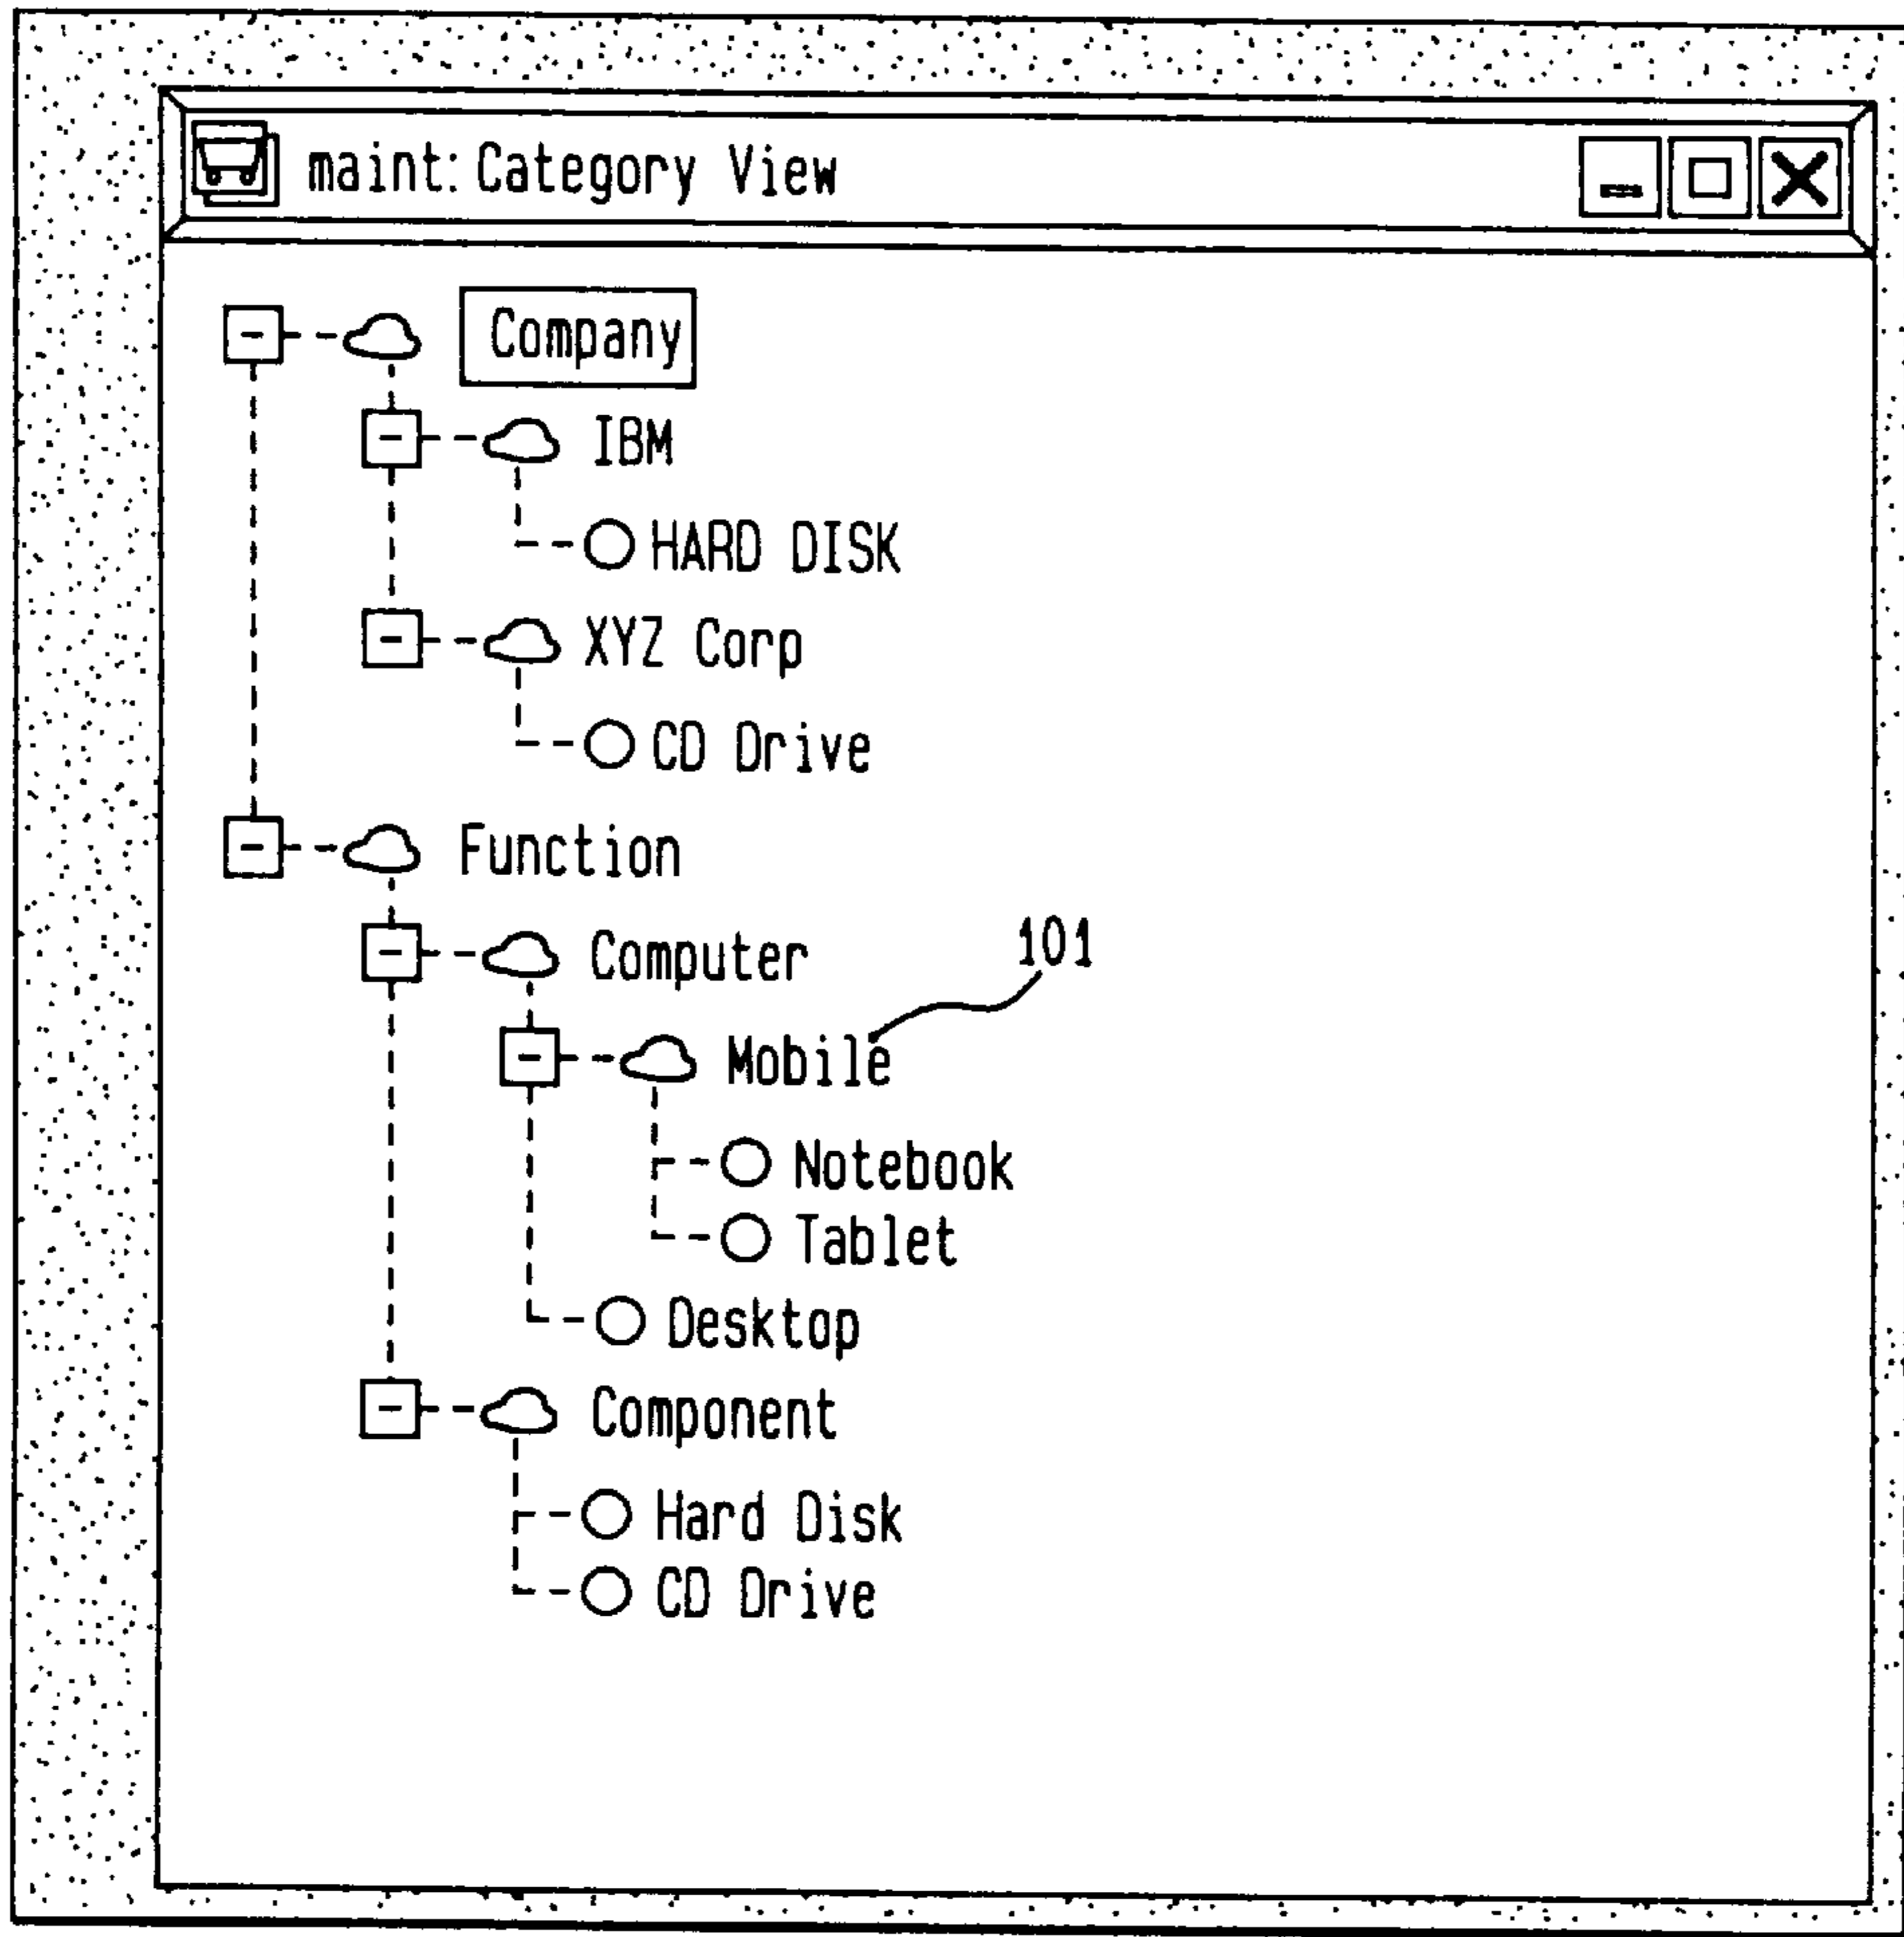 maint: Category View
Company
IBM
HARD DISK
XYZ Corp
CD Drive
Function
Computer
101
Mobile
Notebook
Tablet
Desktop
Component
Hard Disk
CD Drive